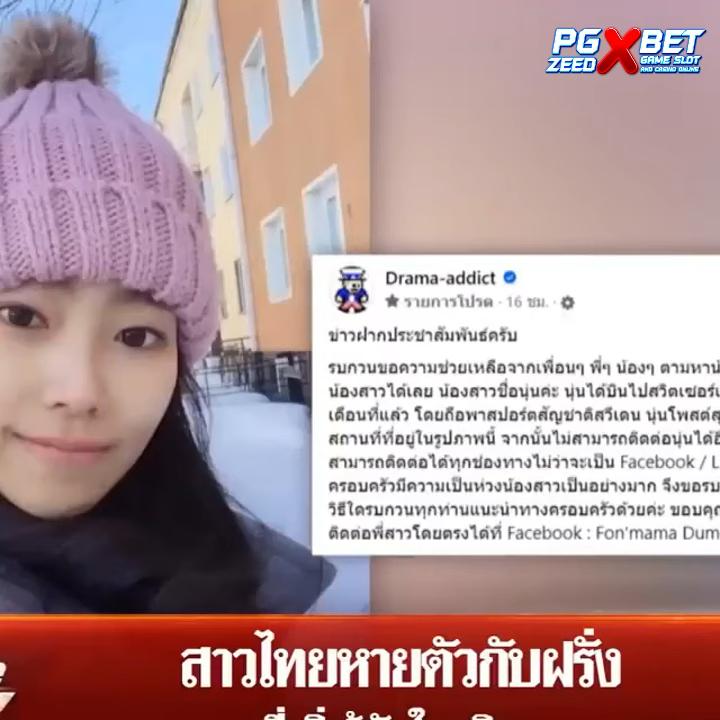 PG X BET
ZEED GAME SLOT
AND CASINO ONLINE
Drama-addict
รายการโปรด · 16 ชม. ·
ข่าวฝากประชาสัมพันธ์ครับ
รบกวนขอความช่วยเหลือจากเพื่อนๆ พี่ๆ น้องๆ ตามหาน้
น้องสาวได้เลย น้องสาวชื่อนุ่นค่ะ นุ่นได้บินไปสวิตเซอร์
เดือนที่แล้ว โดยถือพาสปอร์ตสัญชาติสวีเดน นุ่นโพสต์สุ
สถานที่ที่อยู่ในรูปภาพนี้ จากนั้นไม่สามารถติดต่อนุ่นได้อี
สามารถติดต่อได้ทุกช่องทางไม่ว่าจะเป็น Facebook / L
ครอบครัวมีความเป็นห่วงน้องสาวเป็นอย่างมาก จึงขอรบ
วิธีใดรบกวนทุกท่านแนะนำทางครอบครัวด้วยค่ะ ขอบคุณ
ติดต่อพี่สาวโดยตรงได้ที่ Facebook : Fon'mama Dum
สาวไทยหายตัวกับฝรั่ง